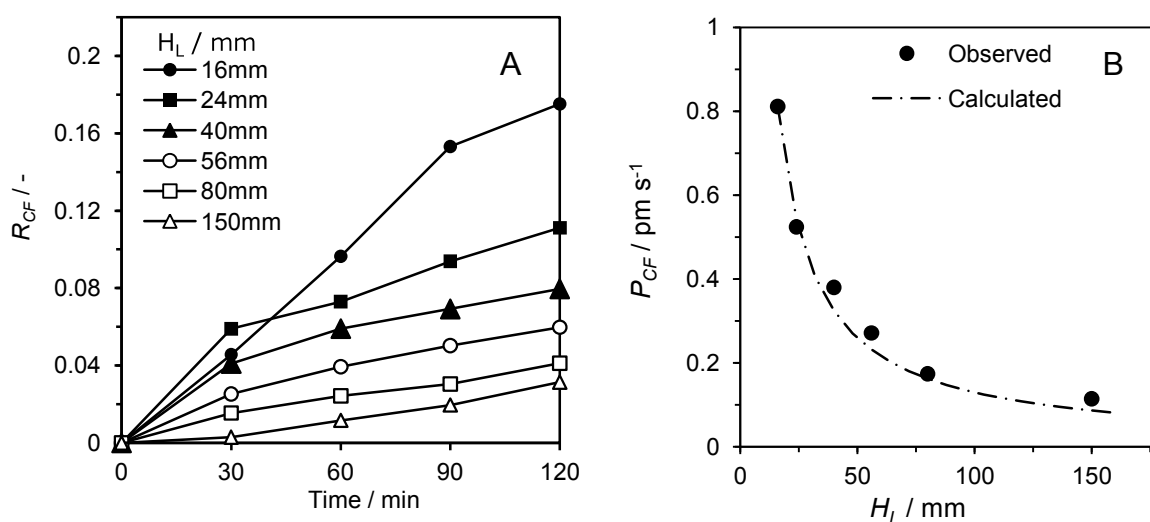 H_L / mm
16mm
24mm
40mm
56mm
80mm
150mm
A
0.2
0.16
0.12
0.08
0.04
0
R_CF / -
0
30
60
90
120
Time / min
B
Observed
Calculated
1
0.8
0.6
0.4
0.2
0
P_CF / pm s⁻¹
0
50
100
150
H_L / mm